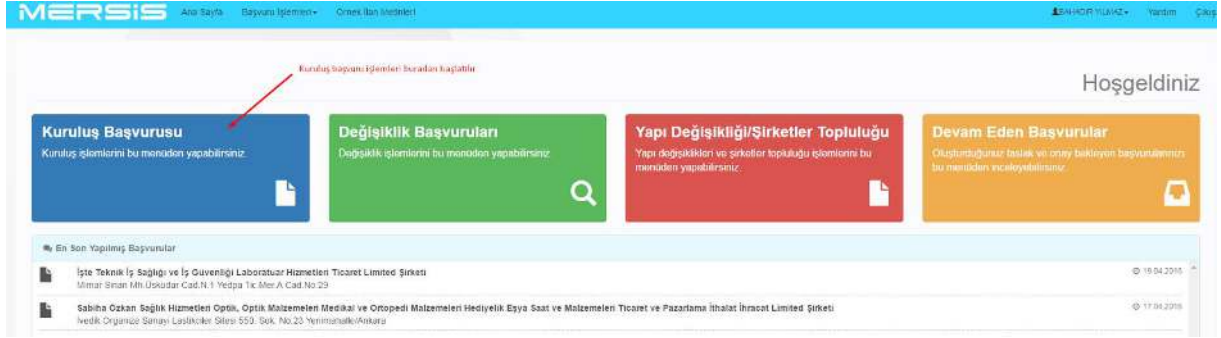 MERSiS Ana Sayfa Başvuru İşlemleri Örnek İlan Metinleri BAHADIR YILMAZ Yardım Çıkış
Kuruluş başvuru işlemleri buradan başlatılır
Hoşgeldiniz
Kuruluş Başvurusu
Kuruluş işlemlerini bu menüden yapabilirsiniz.
Değişiklik Başvuruları
Değişiklik işlemlerini bu menüden yapabilirsiniz
Yapı Değişikliği/Şirketler Topluluğu
Yapı değişiklikleri ve şirketler topluluğu işlemlerini bu
menüden yapabilirsiniz.
Devam Eden Başvurular
Oluşturduğunuz taslak ve onay bekleyen başvurularınızı
bu menüden inceleyebilirsiniz.
En Son Yapılmış Başvurular
İşte Teknik İş Sağlığı ve İş Güvenliği Laboratuar Hizmetleri Ticaret Limited Şirketi
Mimar Sinan Mh.Üsküdar Cad.N.1 Yedpa Tic.Mer.A Cad.No:29
Sabiha Özkan Sağlık Hizmetleri Optik, Optik Malzemeleri Medikal ve Ortopedi Malzemeleri Hediyelik Eşya Saat ve Malzemeleri Ticaret ve Pazarlama İthalat İhracat Limited Şirketi
17.04.2015
İvedik Organize Sanayi Lastikçiler Sitesi 550. Sok. No:23 Yenimahalle/Ankara